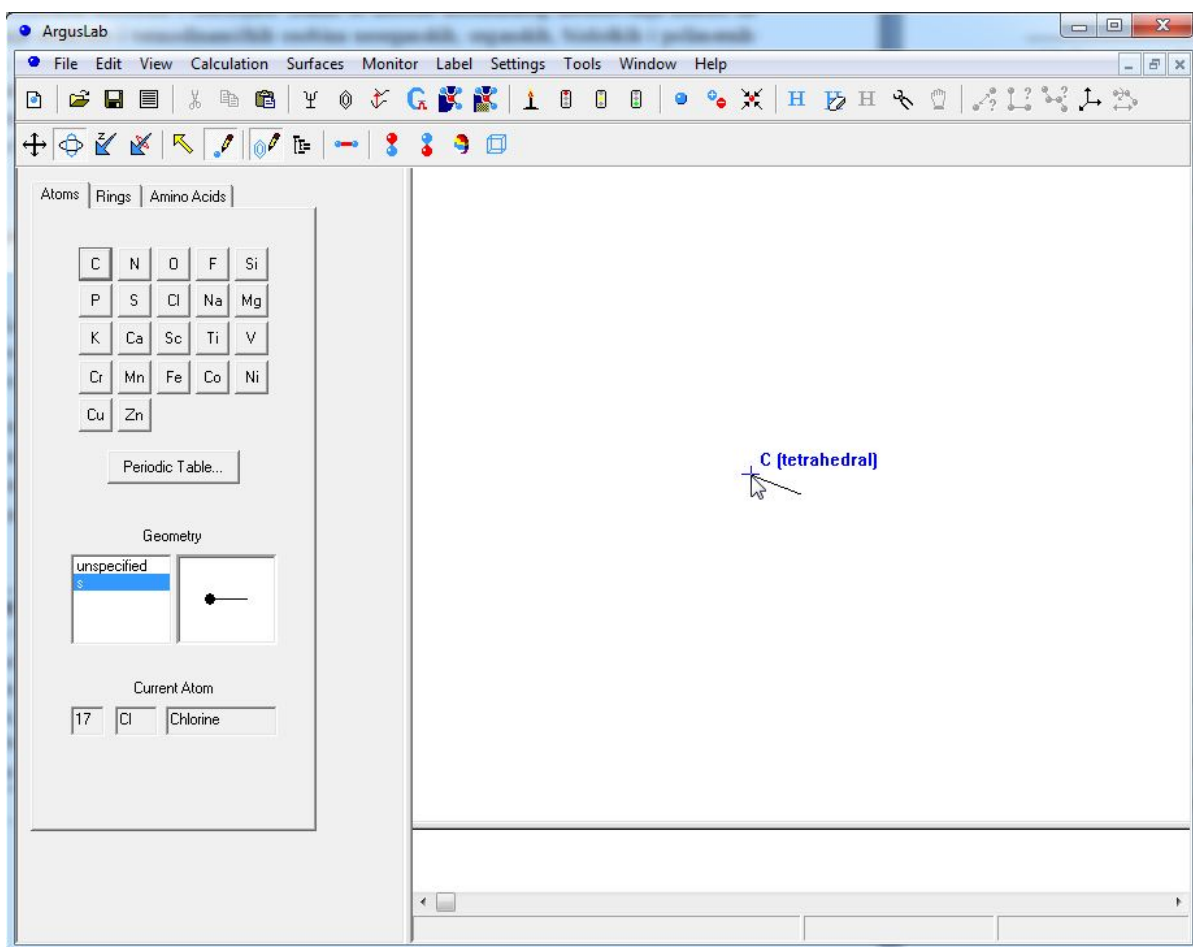 ArgusLab
File Edit View Calculation Surfaces Monitor Label Settings Tools Window Help
Atoms Rings Amino Acids
C N O F Si
P S Cl Na Mg
K Ca Sc Ti V
Cr Mn Fe Co Ni
Cu Zn
Periodic Table...
Geometry
unspecified
s
Current Atom
17 Cl Chlorine
C (tetrahedral)